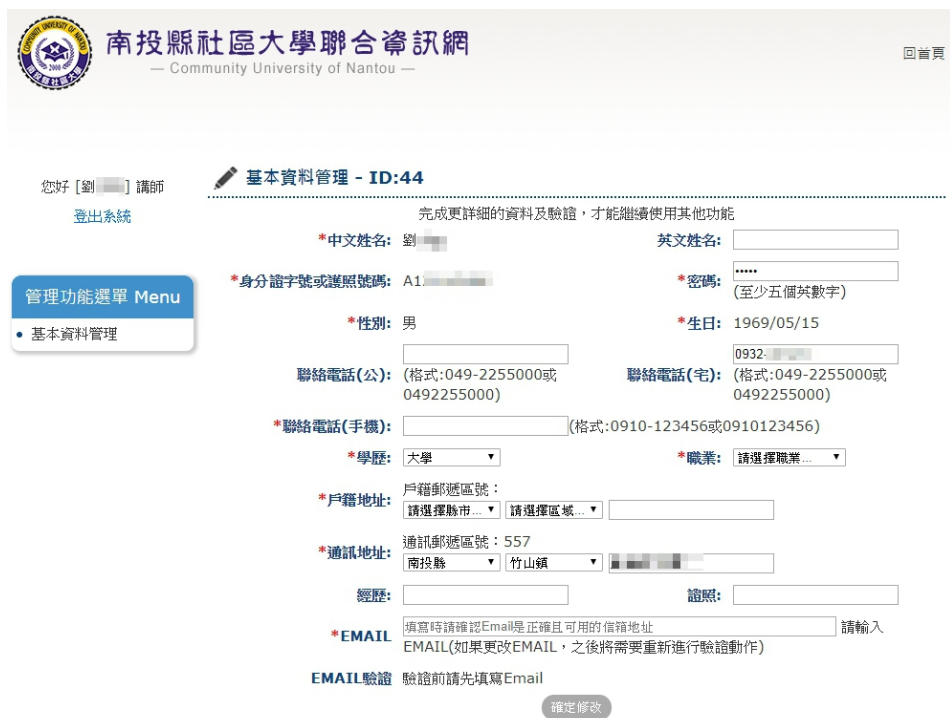 南投縣社區大學聯合資訊網
— Community University of Nantou —
回首頁
您好 [劉 ] 講師
登出系統
管理功能選單 Menu
基本資料管理
基本資料管理 - ID:44
完成更詳細的資料及驗證，才能繼續使用其他功能
*中文姓名: 劉
英文姓名:
*身分證字號或護照號碼: A1
*密碼: •••••
(至少五個英數字)
*性別: 男
*生日: 1969/05/15
聯絡電話(公): (格式:049-2255000或
0492255000)
0932-
聯絡電話(宅): (格式:049-2255000或
0492255000)
*聯絡電話(手機): (格式:0910-123456或0910123456)
*學歷: 大學
*職業: 請選擇職業...
戶籍郵遞區號：
*戶籍地址: 請選擇縣市... 請選擇區域...
通訊郵遞區號：557
*通訊地址: 南投縣 竹山鎮
經歷:
證照:
*EMAIL 填寫時請確認Email是正確且可用的信箱地址 請輸入
EMAIL(如果更改EMAIL，之後將需要重新進行驗證動作)
EMAIL驗證 驗證前請先填寫Email
確定修改